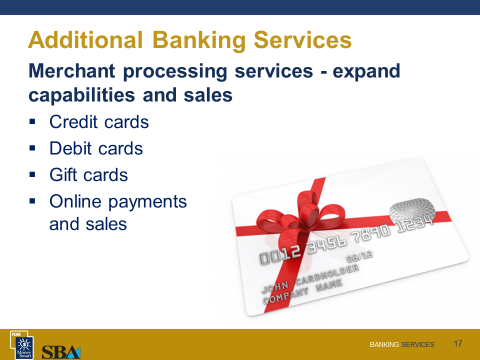 Additional Banking Services
Merchant processing services - expand
capabilities and sales
Credit cards
Debit cards
Gift cards
Online payments
and sales
0012 3456 7890 1234
09/12
JOHN CARDHOLDER
COMPANY NAME
FDIC
Money
Smart
SBA
BANKING SERVICES
17